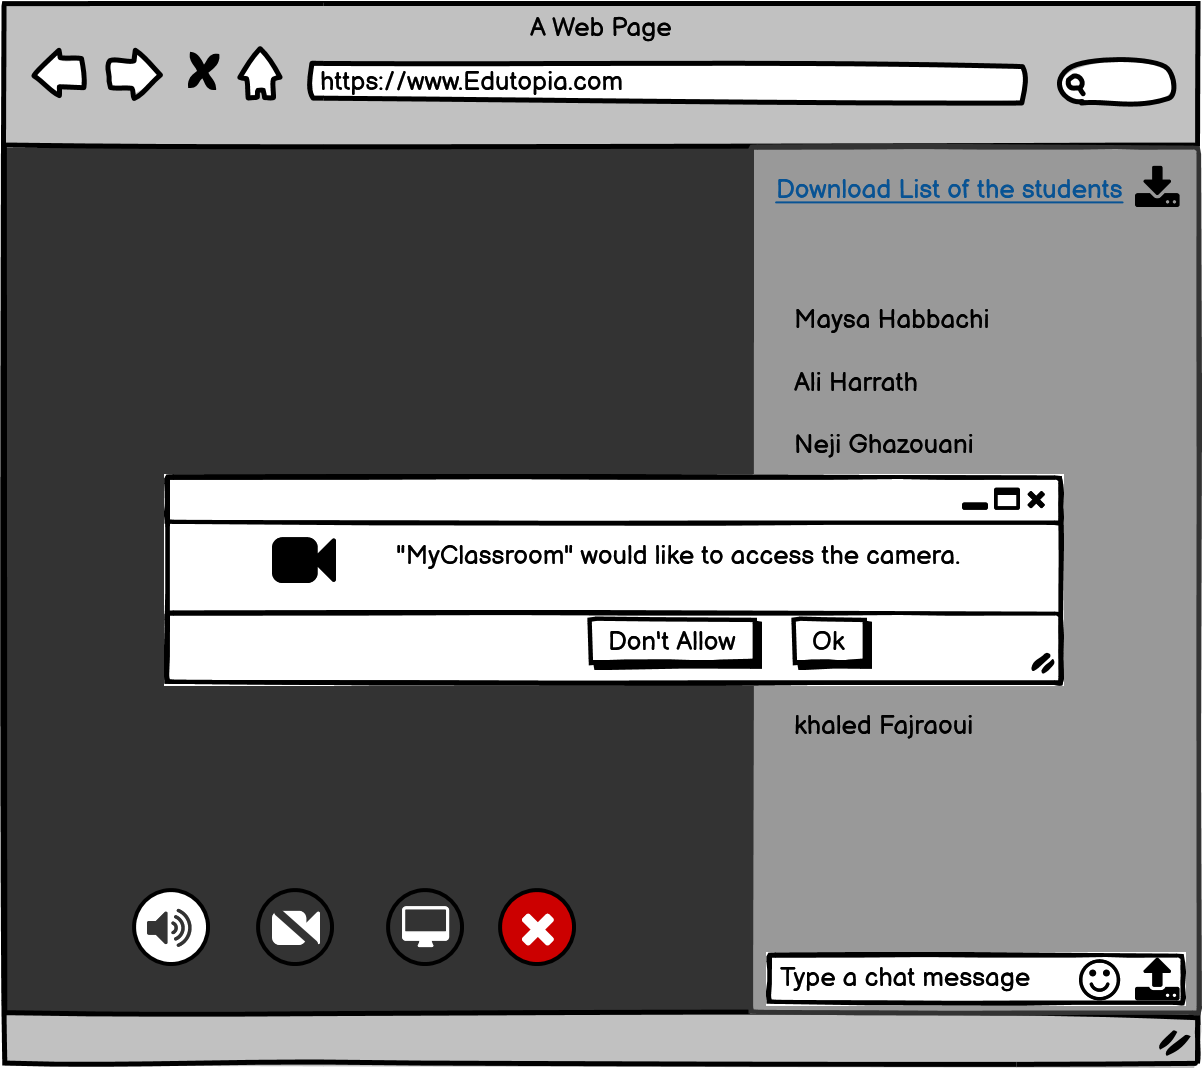 A Web Page
https://www.Edutopia.com
Download List of the students
Maysa Habbachi
Ali Harrath
Neji Ghazouani
"MyClassroom" would like to access the camera.
Don't Allow
Ok
khaled Fajraoui
Type a chat message